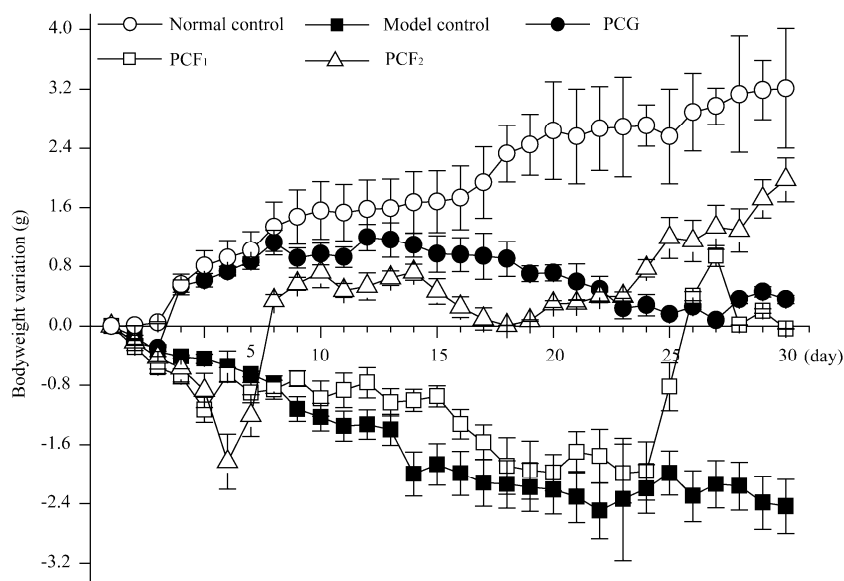 Normal control Model control PCG
PCF₁ PCF₂
Bodyweight variation (g)
4.0
3.2
2.4
1.6
0.8
0.0
-0.8
-1.6
-2.4
-3.2
5 10 15 20 25 30 (day)